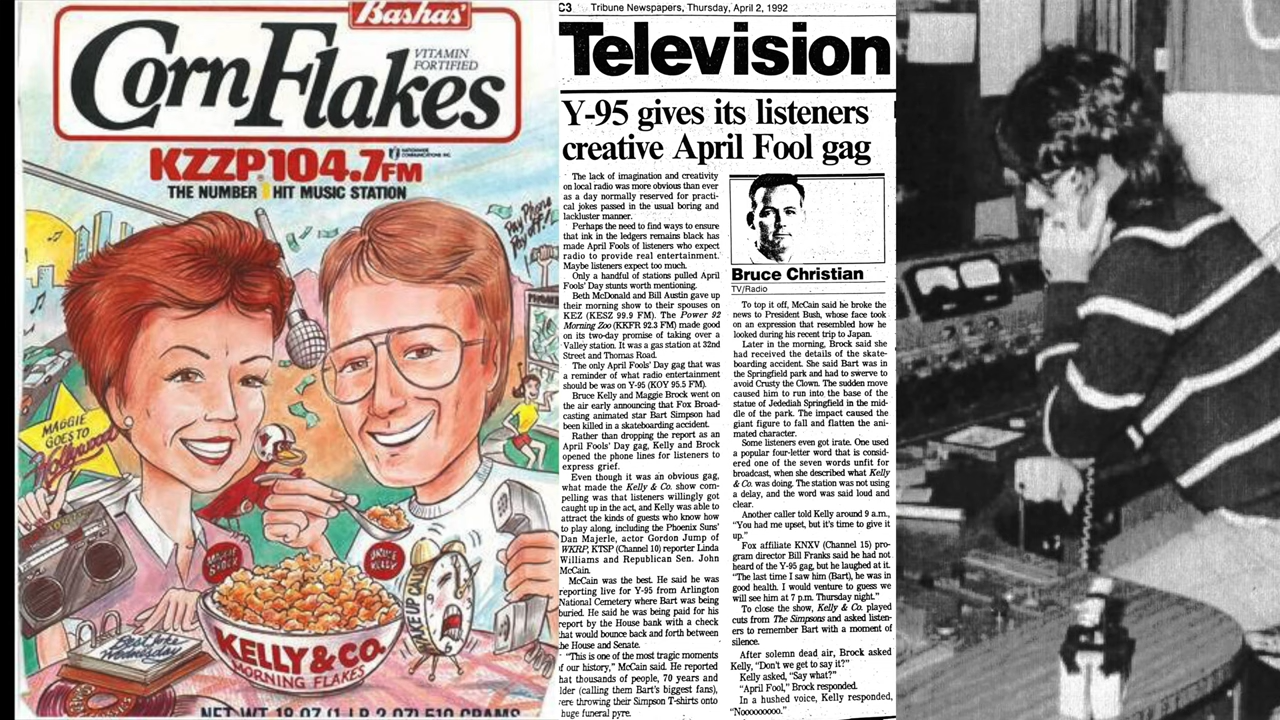 Bashas'
Corn Flakes
VITAMIN
FORTIFIED
KZZP 104.7 FM
NATIONWIDE
COMMUNICATIONS INC.
THE NUMBER 1 HIT MUSIC STATION
Pay Phone
Pay off!
MAGGIE
GOES TO
Hollywood
MAGGIE
BROCK
BRUCE
KELLY
WAKE UP
KELLY & CO.
MORNING FLAKES
NET WT 18 OZ (1 LB 2 OZ) 510 GRAMS
C3 Tribune Newspapers, Thursday, April 2, 1992
Television
Y-95 gives its listeners
creative April Fool gag
The lack of imagination and creativity
on local radio was more obvious than ever
as a day normally reserved for practi-
cal jokes passed in the usual boring and
lackluster manner.
Perhaps the need to find ways to ensure
that ink in the ledgers remains black has
made April Fools of listeners who expect
radio to provide real entertainment.
Maybe listeners expect too much.
Only a handful of stations pulled April
Fools' Day stunts worth mentioning.
Beth McDonald and Bill Austin gave up
their morning show to their spouses on
KEZ (KESZ 99.9 FM). The Power 92
Morning Zoo (KKFR 92.3 FM) made good
on its two-day promise of taking over a
Valley station. It was a gas station at 32nd
Street and Thomas Road.
The only April Fools' Day gag that was
a reminder of what radio entertainment
should be was on Y-95 (KOY 95.5 FM).
Bruce Kelly and Maggie Brock went on
the air early announcing that Fox Broad-
casting animated star Bart Simpson had
been killed in a skateboarding accident.
Rather than dropping the report as an
April Fools' Day gag, Kelly and Brock
opened the phone lines for listeners to
express grief.
Even though it was an obvious gag,
what made the Kelly & Co. show com-
pelling was that listeners willingly got
caught up in the act, and Kelly was able to
attract the kinds of guests who know how
to play along, including the Phoenix Suns'
Dan Majerle, actor Gordon Jump of
WKRP, KTSP (Channel 10) reporter Linda
Williams and Republican Sen. John
McCain.
McCain was the best. He said he was
reporting live for Y-95 from Arlington
National Cemetery where Bart was being
buried. He said he was being paid for his
report by the House bank with a check
that would bounce back and forth between
the House and Senate.
"This is one of the most tragic moments
of our history," McCain said. He reported
that thousands of people, 70 years and
lder (calling them Bart's biggest fans),
ere throwing their Simpson T-shirts onto
huge funeral pyre.
Bruce Christian
TV/Radio
To top it off, McCain said he broke the
news to President Bush, whose face took
on an expression that resembled how he
looked during his recent trip to Japan.
Later in the morning, Brock said she
had received the details of the skate-
boarding accident. She said Bart was in
the Springfield park and had to swerve to
avoid Crusty the Clown. The sudden move
caused him to run into the base of the
statue of Jedediah Springfield in the mid-
dle of the park. The impact caused the
giant figure to fall and flatten the ani-
mated character.
Some listeners even got irate. One used
a popular four-letter word that is consid-
ered one of the seven words unfit for
broadcast, when she described what Kelly
& Co. was doing. The station was not using
a delay, and the word was said loud and
clear.
Another caller told Kelly around 9 a.m.,
"You had me upset, but it's time to give it
up."
Fox affiliate KNXV (Channel 15) pro-
gram director Bill Franks said he had not
heard of the Y-95 gag, but he laughed at it.
"The last time I saw him (Bart), he was in
good health. I would venture to guess we
will see him at 7 p.m. Thursday night."
To close the show, Kelly & Co. played
cuts from The Simpsons and asked listen-
ers to remember Bart with a moment of
silence.
After solemn dead air, Brock asked
Kelly, "Don't we get to say it?"
Kelly asked, "Say what?"
"April Fool," Brock responded.
In a hushed voice, Kelly responded,
"Nooooooooo."